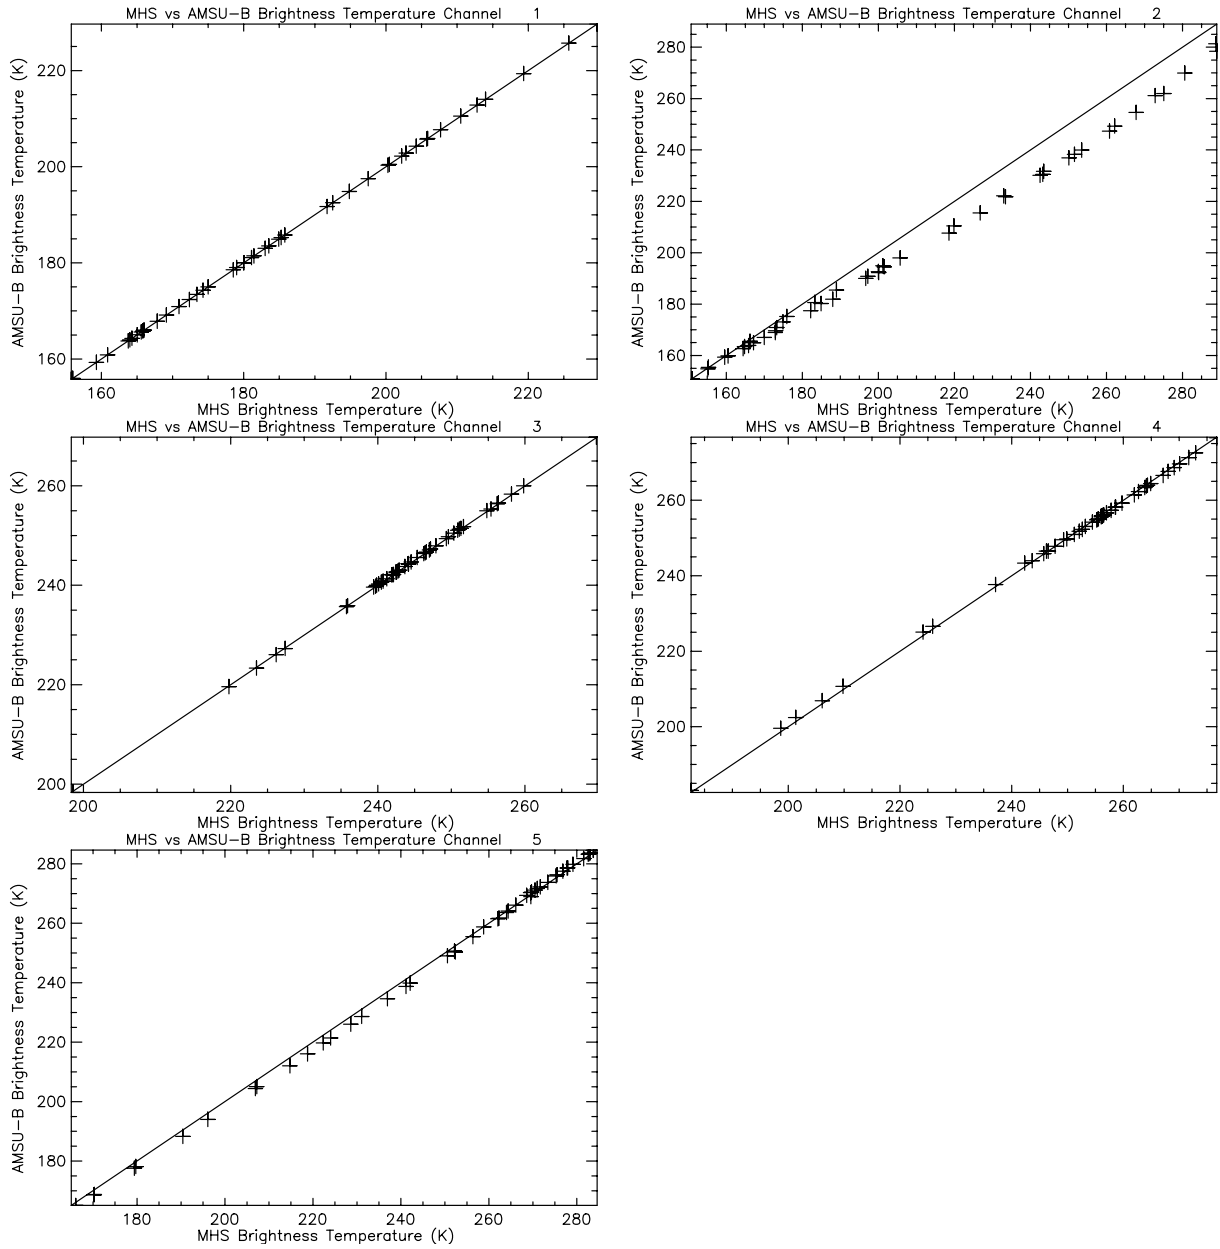 MHS vs AMSU-B Brightness Temperature Channel 1
AMSU-B Brightness Temperature (K)
220
200
180
160
160 180 200 220
MHS Brightness Temperature (K)
MHS vs AMSU-B Brightness Temperature Channel 2
AMSU-B Brightness Temperature (K)
280
260
240
220
200
180
160
160 180 200 220 240 260 280
MHS Brightness Temperature (K)
MHS vs AMSU-B Brightness Temperature Channel 3
AMSU-B Brightness Temperature (K)
260
240
220
200
200 220 240 260
MHS Brightness Temperature (K)
MHS vs AMSU-B Brightness Temperature Channel 4
AMSU-B Brightness Temperature (K)
260
240
220
200
200 220 240 260
MHS Brightness Temperature (K)
MHS vs AMSU-B Brightness Temperature Channel 5
AMSU-B Brightness Temperature (K)
280
260
240
220
200
180
180 200 220 240 260 280
MHS Brightness Temperature (K)